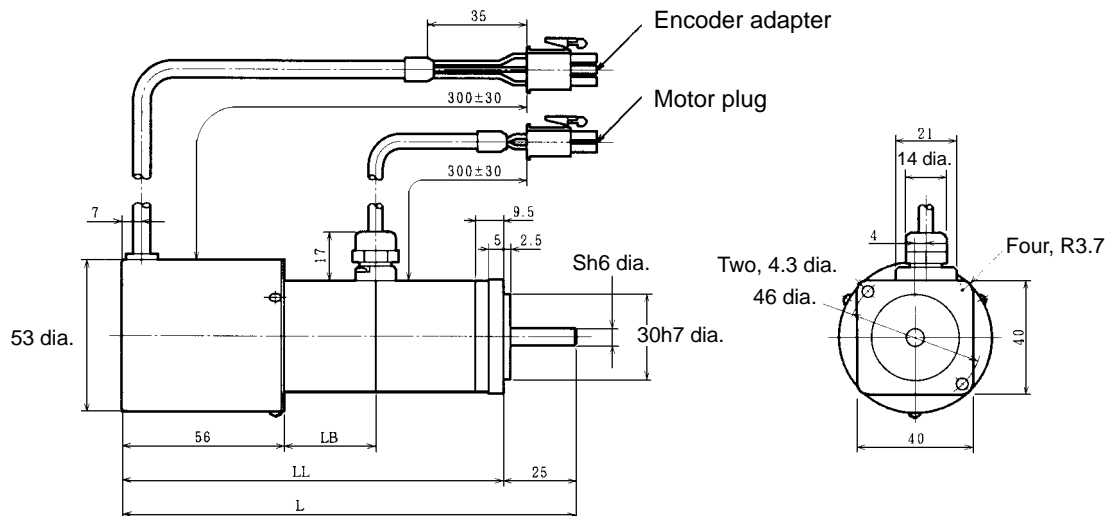 35
Encoder adapter
300±30
Motor plug
300±30
7
17
9.5
5
2.5
Sh6 dia.
53 dia.
30h7 dia.
56
LB
LL
25
L
21
14 dia.
4
Four, R3.7
Two, 4.3 dia.
46 dia.
40
40